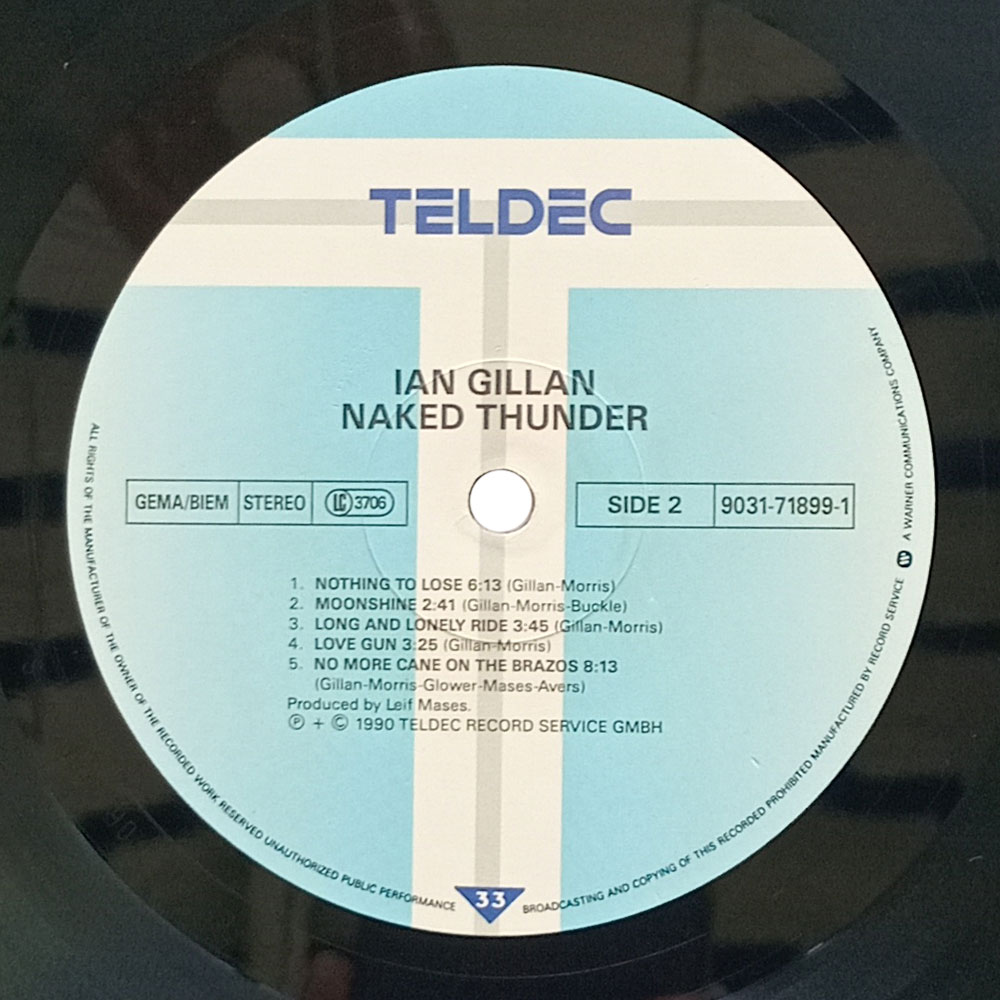 TELDEC
IAN GILLAN
NAKED THUNDER
GEMA/BIEM STEREO LC 3706
SIDE 2 9031-71899-1
1. NOTHING TO LOSE 6:13 (Gillan-Morris)
2. MOONSHINE 2:41 (Gillan-Morris-Buckle)
3. LONG AND LONELY RIDE 3:45 (Gillan-Morris)
4. LOVE GUN 3:25 (Gillan-Morris)
5. NO MORE CANE ON THE BRAZOS 8:13
(Gillan-Morris-Glower-Mases-Avers)
Produced by Leif Mases.
℗ + © 1990 TELDEC RECORD SERVICE GMBH
ALL RIGHTS OF THE MANUFACTURER OF THE OWNER OF THE RECORDED WORK RESERVED UNAUTHORIZED PUBLIC PERFORMANCE
33
BROADCASTING AND COPYING OF THIS RECORDED PROHIBITED MANUFACTURED BY RECORD SERVICE A WARNER COMMUNICATIONS COMPANY